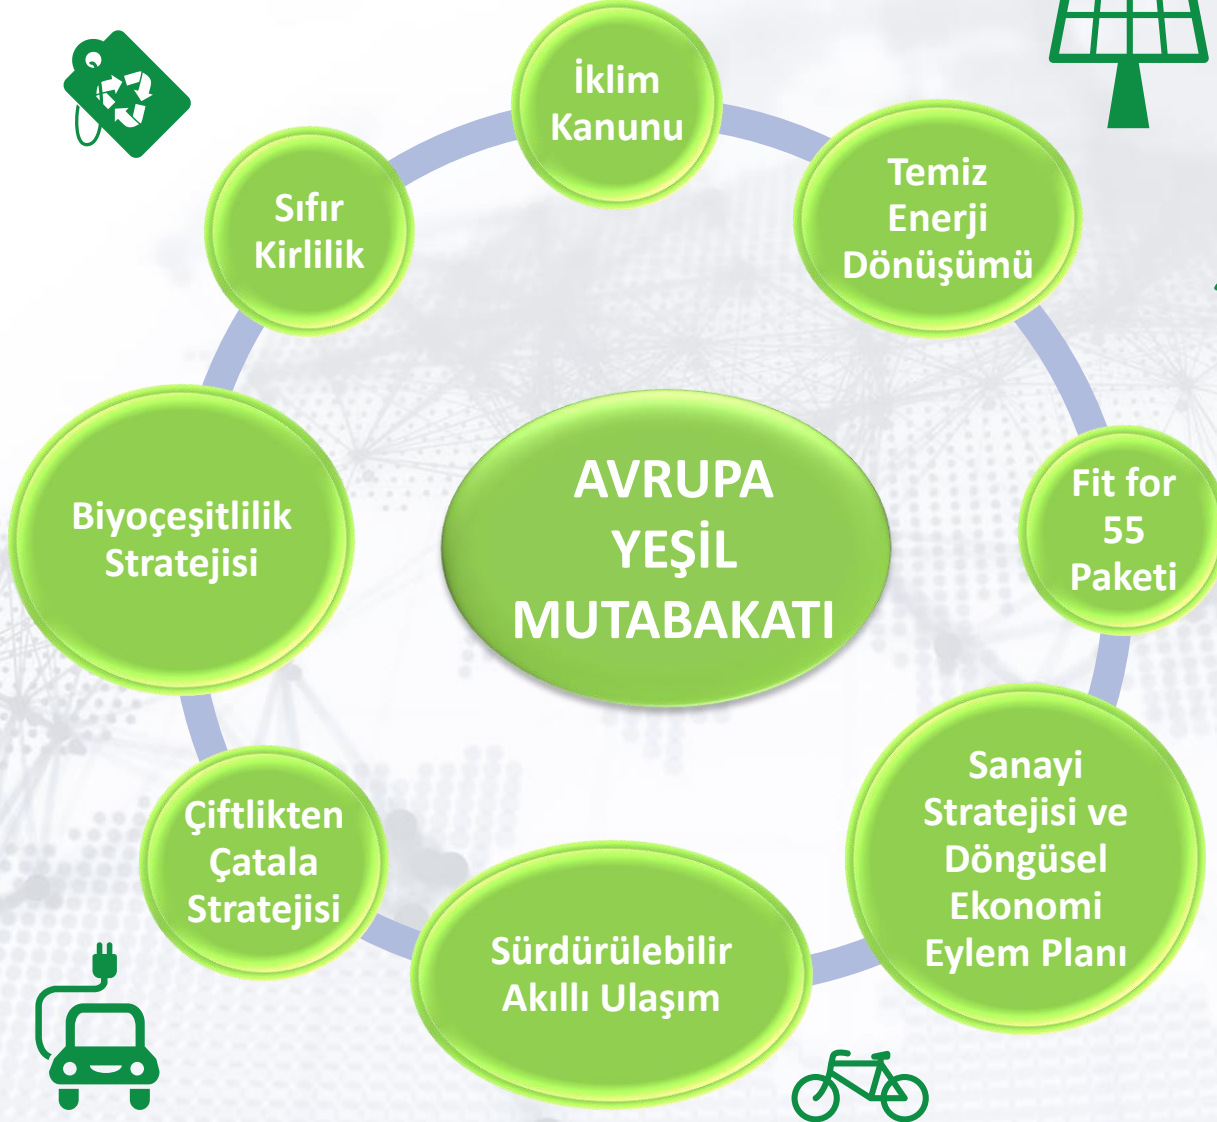 İklim
Kanunu
Temiz
Enerji
Dönüşümü
Fit for
55
Paketi
Sanayi
Stratejisi ve
Döngüsel
Ekonomi
Eylem Planı
Sürdürülebilir
Akıllı Ulaşım
Çiftlikten
Çatala
Stratejisi
Biyoçeşitlilik
Stratejisi
Sıfır
Kirlilik
AVRUPA
YEŞİL
MUTABAKATI